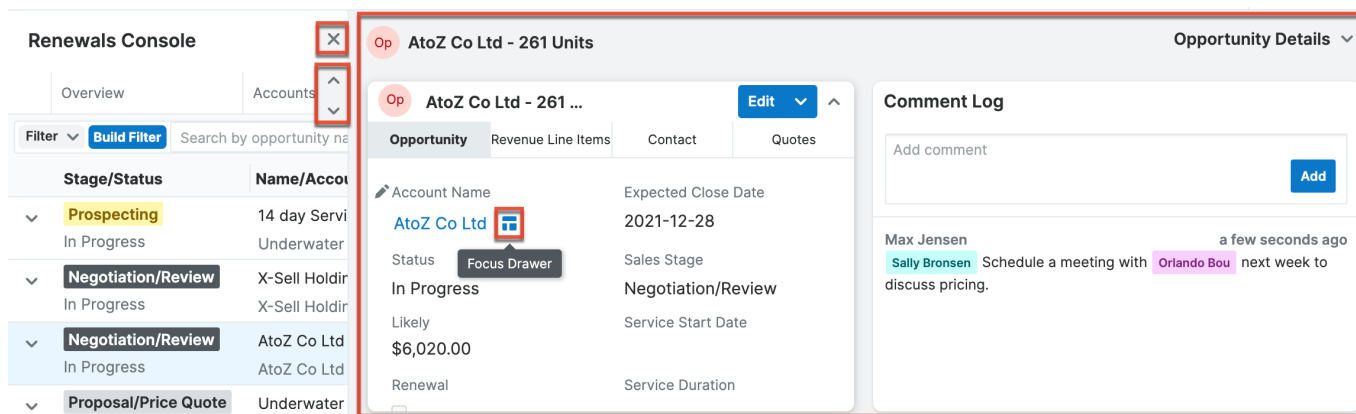 Renewals Console
Overview
Accounts
Filter
Build Filter
Search by opportunity na
Stage/Status
Name/Accou
Prospecting
14 day Servi
In Progress
Underwater
Negotiation/Review
X-Sell Holdir
In Progress
X-Sell Holdir
Negotiation/Review
AtoZ Co Ltd
In Progress
AtoZ Co Ltd
Proposal/Price Quote
Underwater
Op AtoZ Co Ltd - 261 Units
Opportunity Details
Op AtoZ Co Ltd - 261 ...
Edit
Opportunity
Revenue Line Items
Contact
Quotes
Account Name
Expected Close Date
AtoZ Co Ltd
2021-12-28
Focus Drawer
Status
Sales Stage
In Progress
Negotiation/Review
Likely
Service Start Date
$6,020.00
Renewal
Service Duration
Comment Log
Add comment
Add
Max Jensen
a few seconds ago
Sally Bronsen Schedule a meeting with Orlando Bou next week to
discuss pricing.